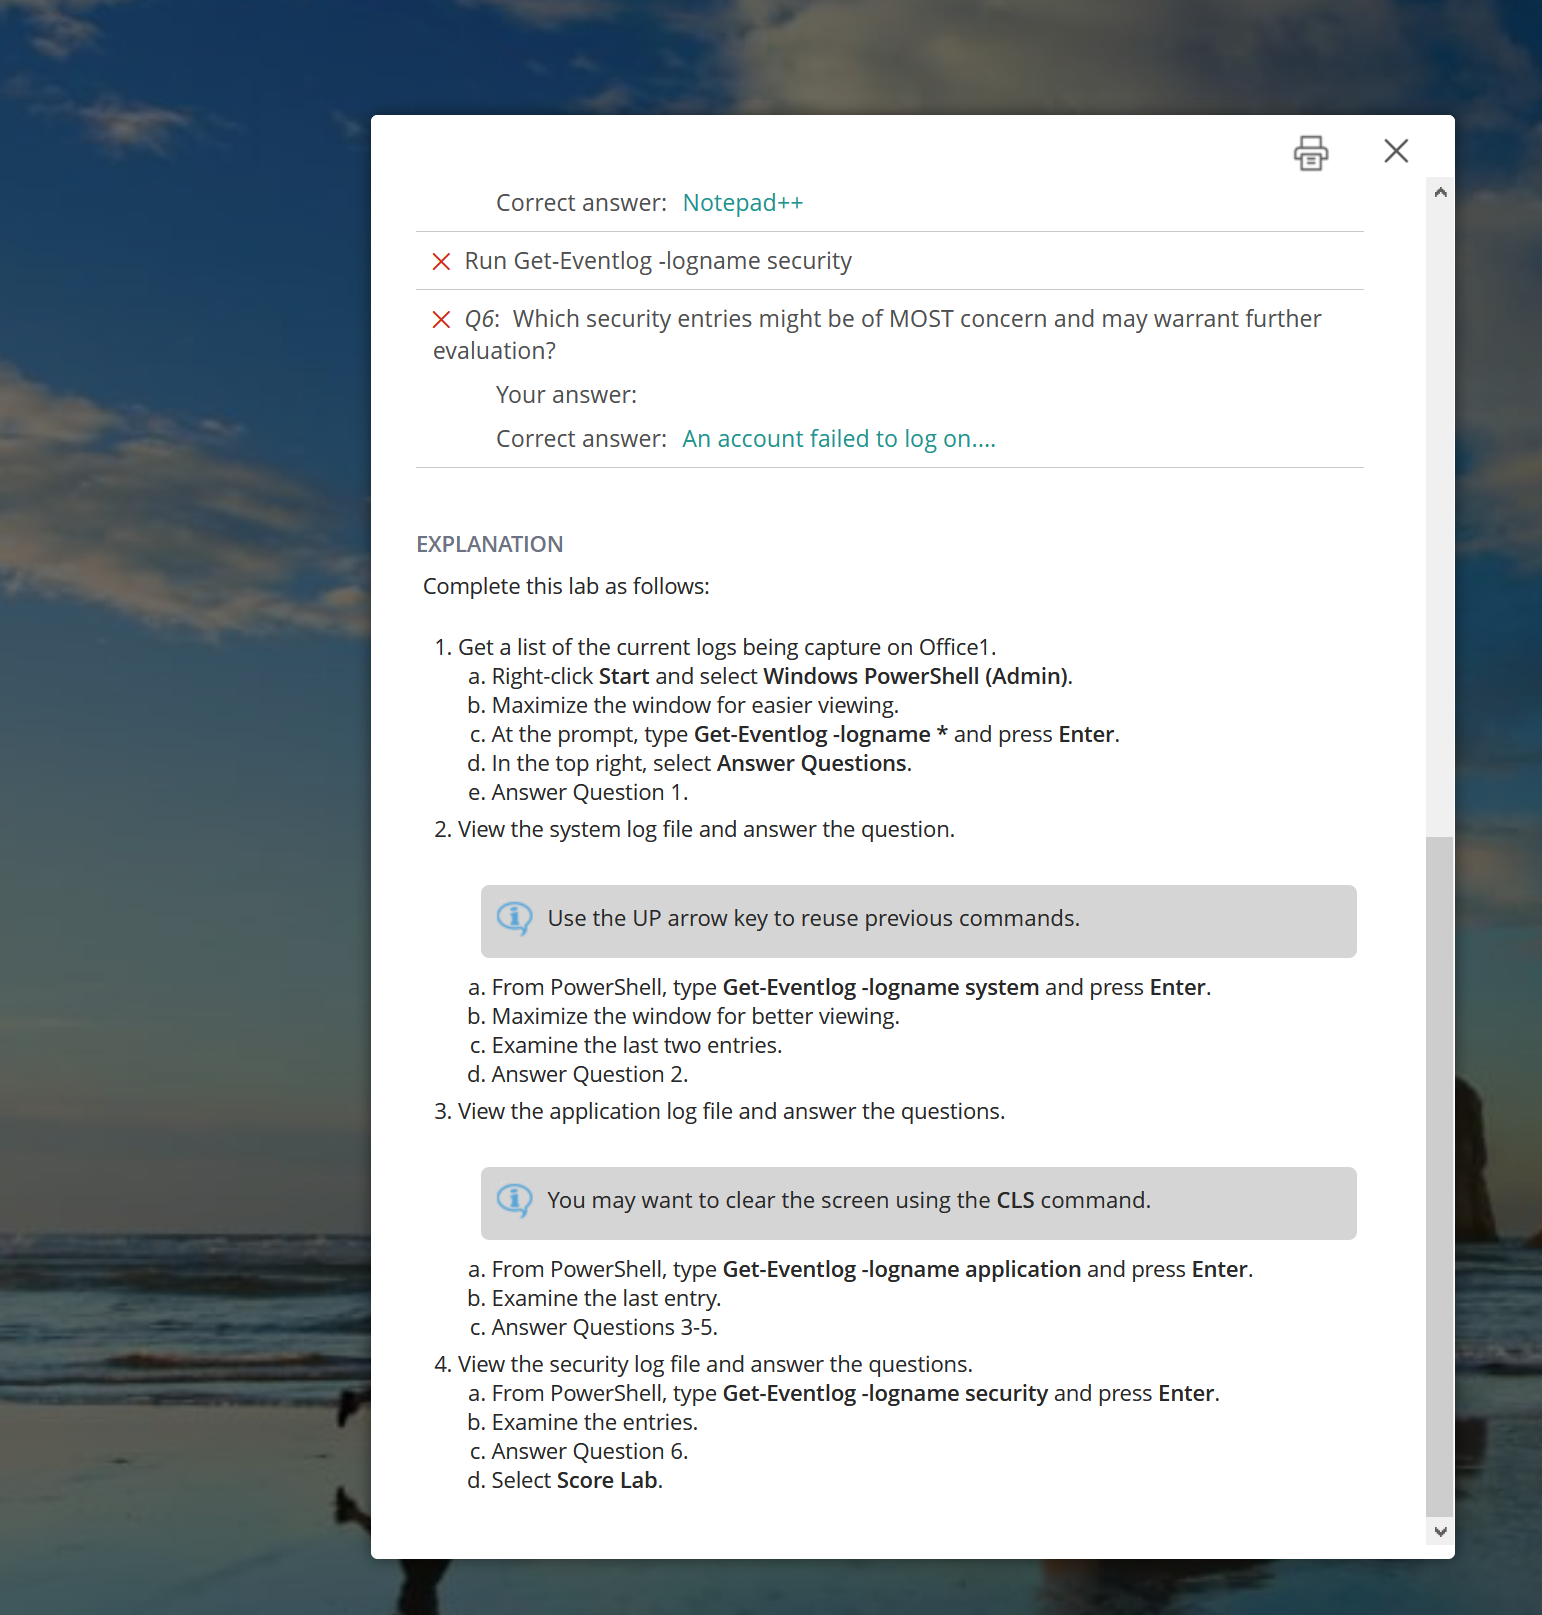 Correct answer: Notepad++
Run Get-Eventlog -logname security
Q6: Which security entries might be of MOST concern and may warrant further
evaluation?
Your answer:
Correct answer: An account failed to log on....
EXPLANATION
Complete this lab as follows:
1. Get a list of the current logs being capture on Office1.
a. Right-click Start and select Windows PowerShell (Admin).
b. Maximize the window for easier viewing.
c. At the prompt, type Get-Eventlog -logname * and press Enter.
d. In the top right, select Answer Questions.
e. Answer Question 1.
2. View the system log file and answer the question.
Use the UP arrow key to reuse previous commands.
a. From PowerShell, type Get-Eventlog -logname system and press Enter.
b. Maximize the window for better viewing.
c. Examine the last two entries.
d. Answer Question 2.
3. View the application log file and answer the questions.
You may want to clear the screen using the CLS command.
a. From PowerShell, type Get-Eventlog -logname application and press Enter.
b. Examine the last entry.
c. Answer Questions 3-5.
4. View the security log file and answer the questions.
a. From PowerShell, type Get-Eventlog -logname security and press Enter.
b. Examine the entries.
c. Answer Question 6.
d. Select Score Lab.